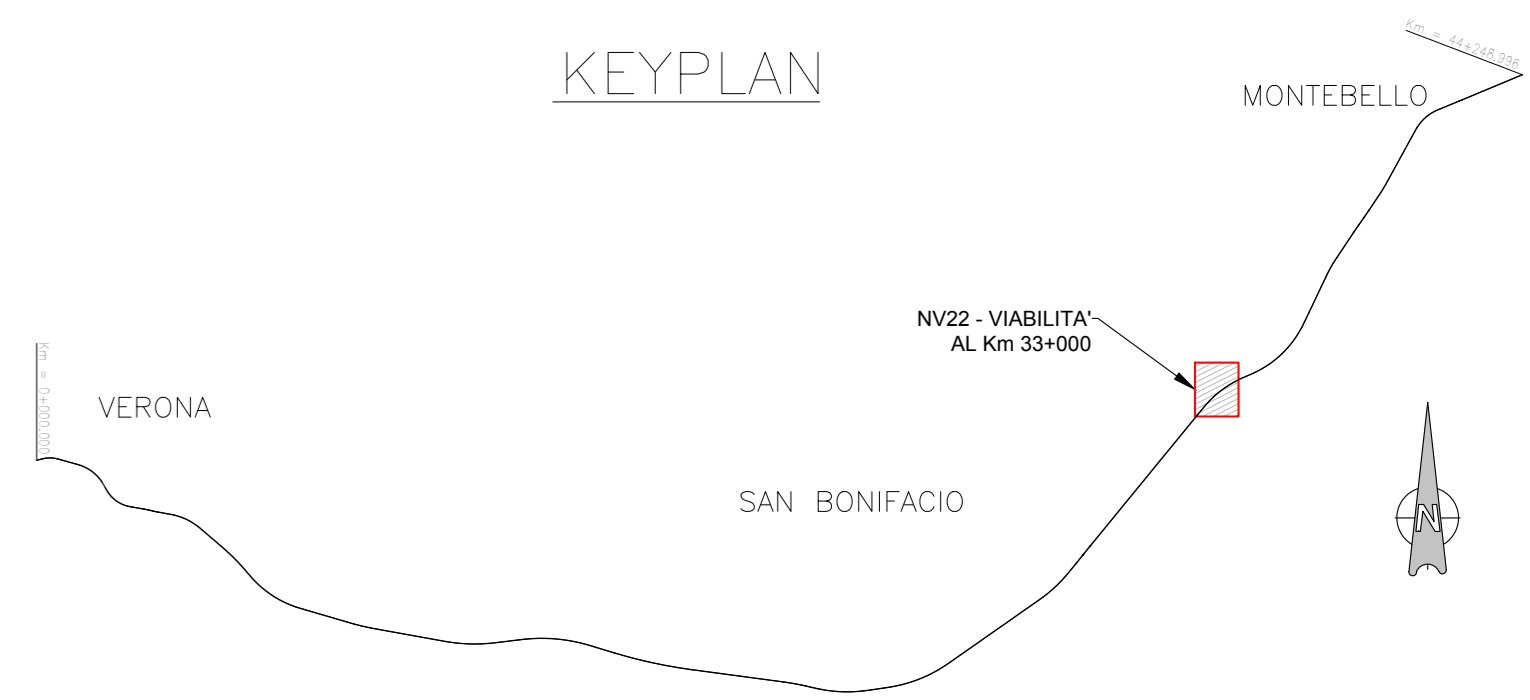 KEYPLAN
Km = 44+248.996
MONTEBELLO
NV22 - VIABILITA'
AL Km 33+000
Km = 0+000.000
VERONA
SAN BONIFACIO
N